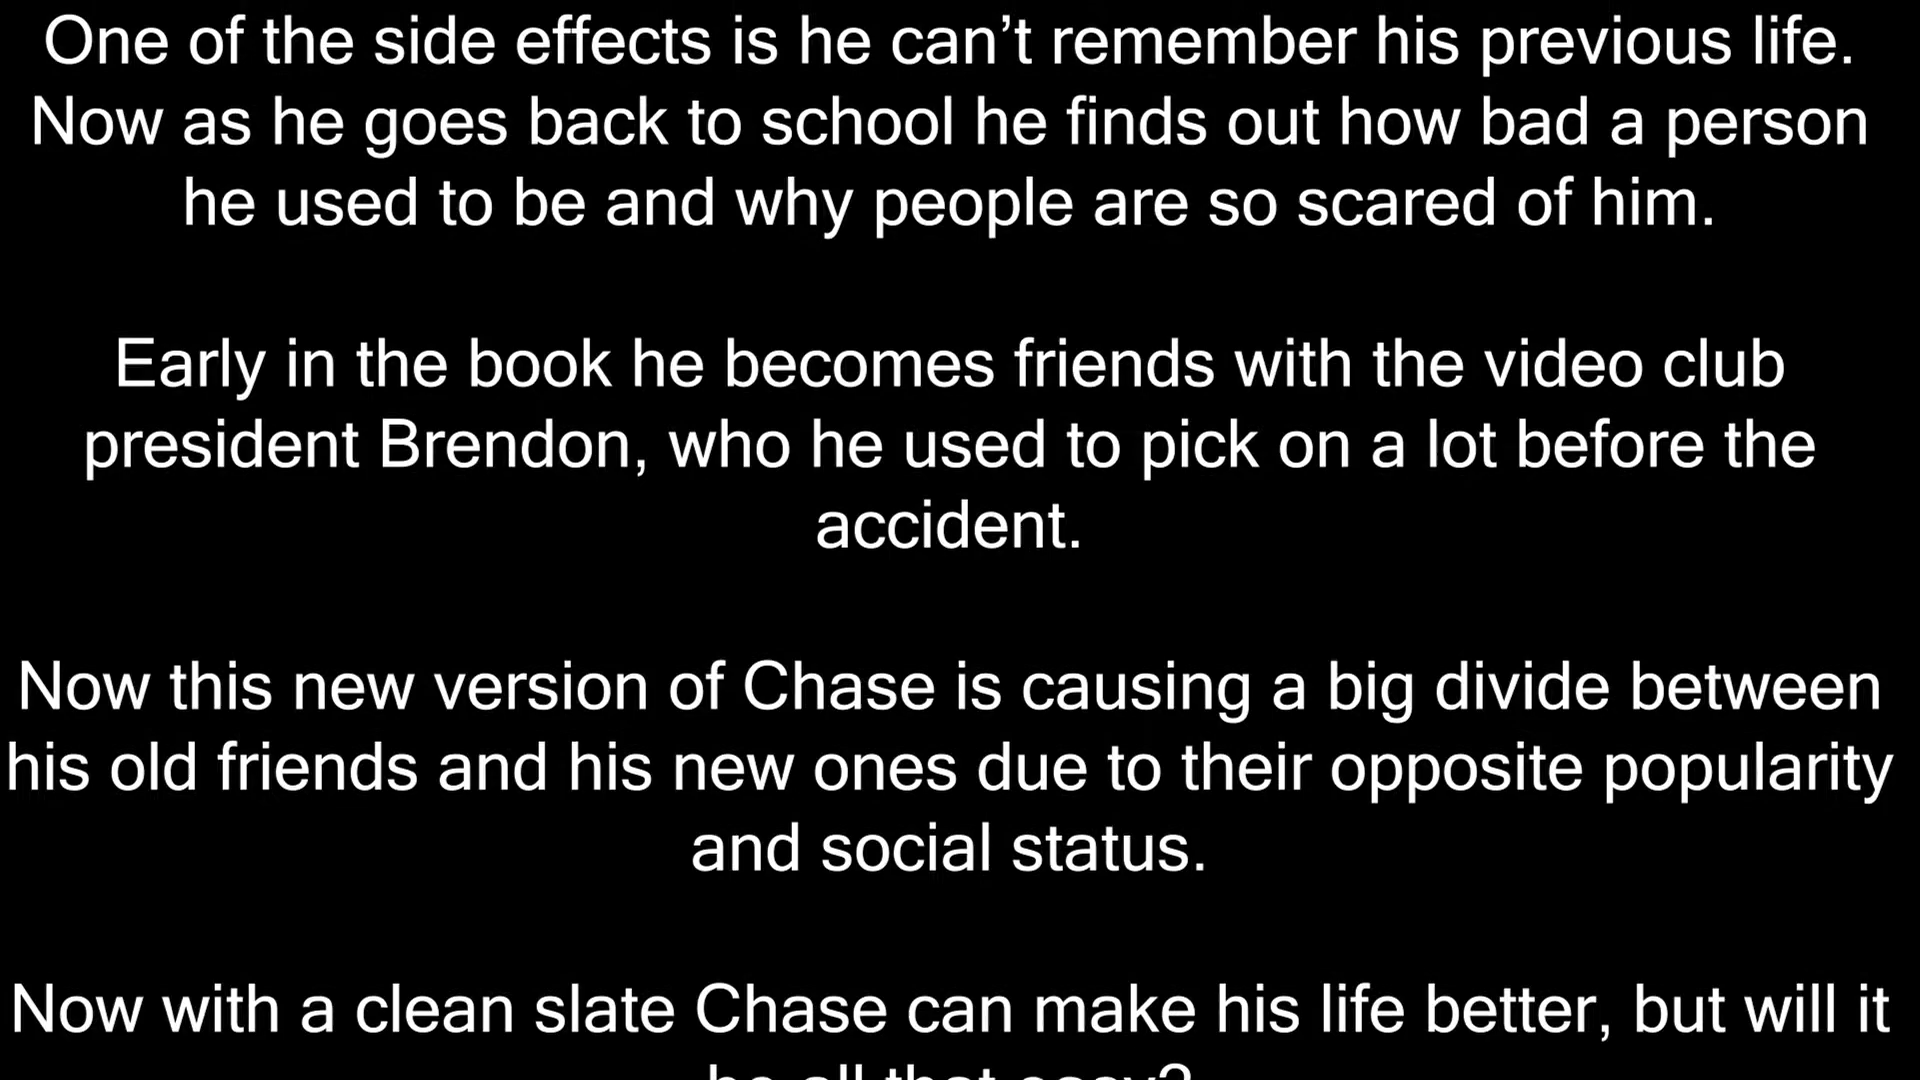 One of the side effects is he can’t remember his previous life.
Now as he goes back to school he finds out how bad a person
he used to be and why people are so scared of him.
Early in the book he becomes friends with the video club
president Brendon, who he used to pick on a lot before the
accident.
Now this new version of Chase is causing a big divide between
his old friends and his new ones due to their opposite popularity
and social status.
Now with a clean slate Chase can make his life better, but will it
be all that easy?